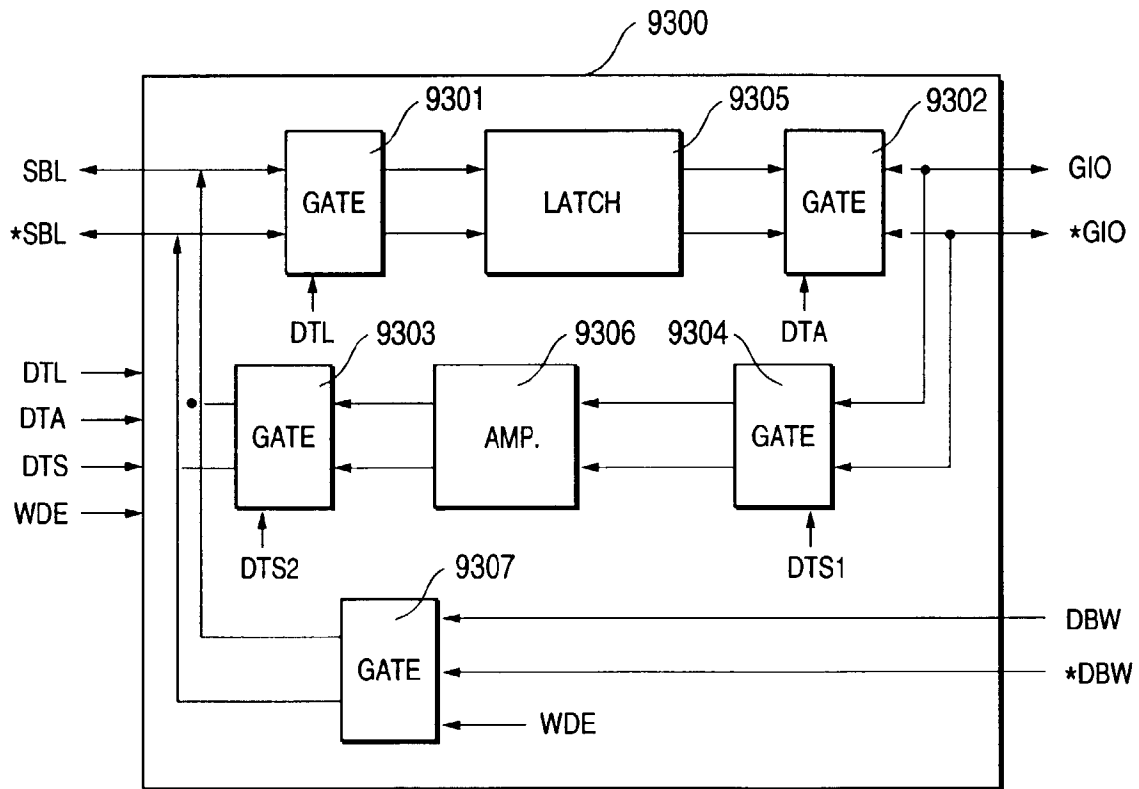 9300
9301
9305
9302
SBL
*SBL
GATE
LATCH
GATE
GIO
*GIO
DTL
DTA
9303
9306
9304
DTL
DTA
DTS
WDE
GATE
AMP.
GATE
DTS2
DTS1
9307
GATE
DBW
*DBW
WDE